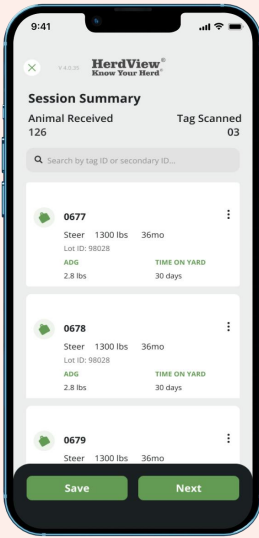 9:41
V 4.0.25
HerdView®
Know Your Herd®
Session Summary
Animal Received Tag Scanned
126 03
Search by tag ID or secondary ID...
0677
Steer 1300 lbs 36mo
Lot ID: 98028
ADG TIME ON YARD
2.8 lbs 30 days
0678
Steer 1300 lbs 36mo
Lot ID: 98028
ADG TIME ON YARD
2.8 lbs 30 days
0679
Steer 1300 lbs 36mo
Save Next